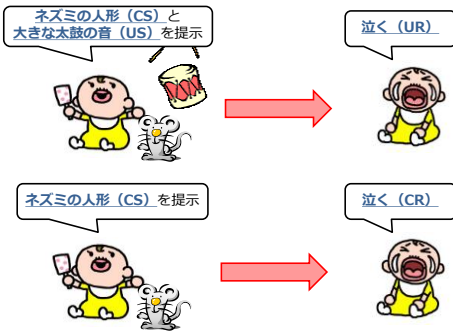 ネズミの人形（CS）と
大きな太鼓の音（US）を提示
泣く（UR）
ネズミの人形（CS）を提示
泣く（CR）